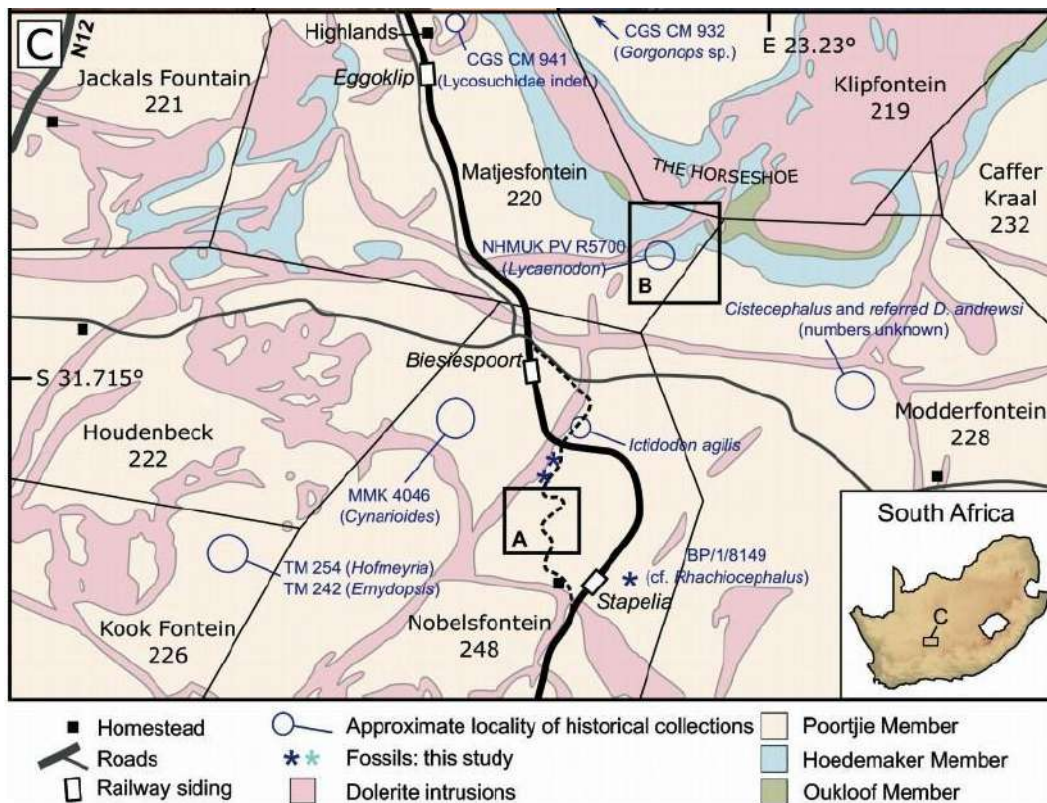 C
N12
Highlands
Eggoklip
CGS CM 941
(Lycosuchidae indet.)
CGS CM 932
(Gorgonops sp.)
E 23.23º
Jackals Fountain
221
Klipfontein
219
Matjesfontein
220
THE HORSESHOE
Caffer
Kraal
232
NHMUK PV R5700
(Lycaenodon)
B
Cistecephalus and referred D. andrewsi
(numbers unknown)
Biesiespoort
S 31.715°
Houdenbeck
222
Modderfontein
228
Ictidodon agilis
MMK 4046
(Cynarioides)
A
South Africa
C
TM 254 (Hofmeyria)
TM 242 (Emydopsis)
BP/1/8149
(cf. Rhachiocephalus)
Stapelia
Kook Fontein
226
Nobelsfontein
248
Homestead
Roads
Railway siding
Approximate locality of historical collections
Fossils: this study
Dolerite intrusions
Poortjie Member
Hoedemaker Member
Oukloof Member